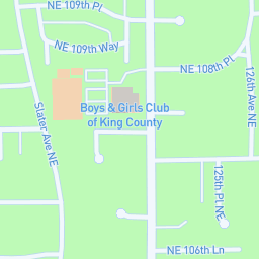 NE 109th Pl
NE 109th Way
NE 108th Pl
126th Ave NE
Boys & Girls Club
of King County
Slater Ave NE
125th Pl NE
NE 106th Ln